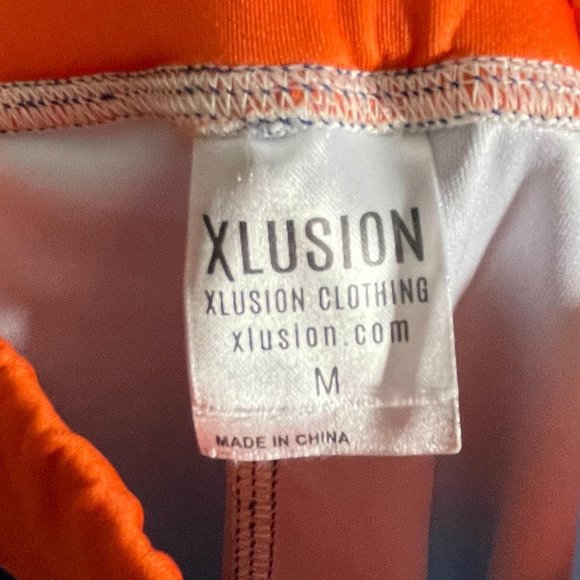 XLUSION
XLUSION CLOTHING
xlusion.com
M
MADE IN CHINA